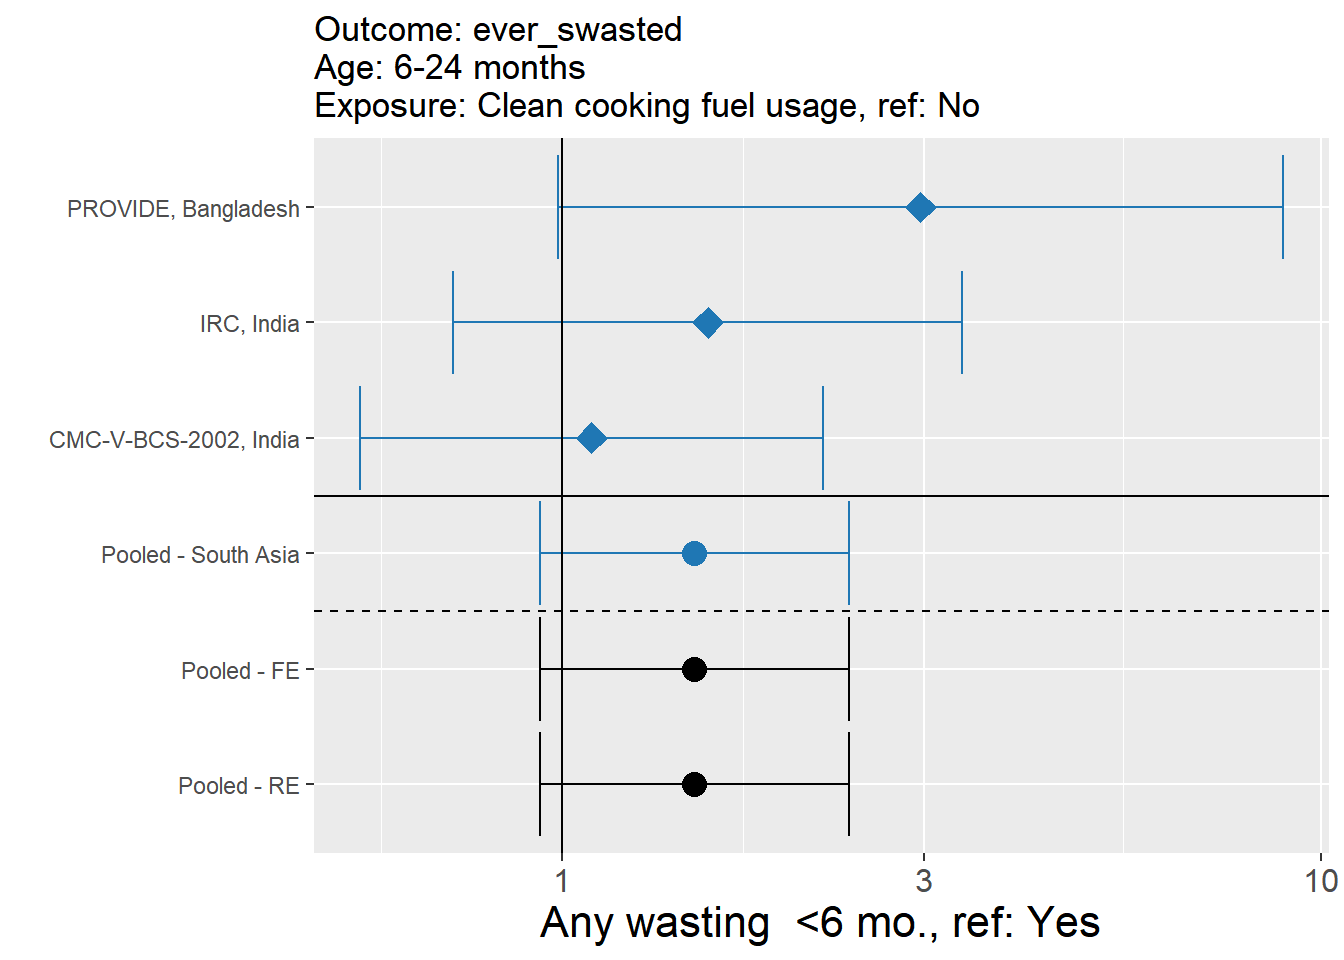 Outcome: ever_swasted
Age: 6-24 months
Exposure: Clean cooking fuel usage, ref: No
PROVIDE, Bangladesh
IRC, India
CMC-V-BCS-2002, India
Pooled - South Asia
Pooled - FE
Pooled - RE
1 3 10
Any wasting  <6 mo., ref: Yes